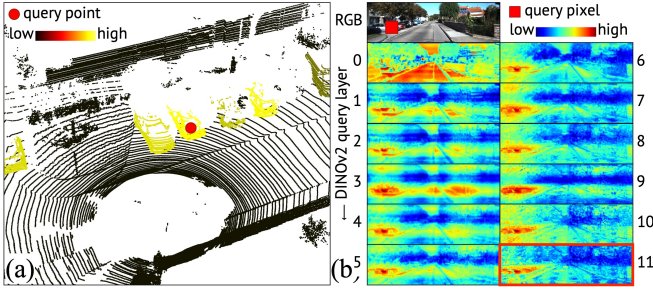 query point
low high
(a)
RGB
query pixel
low high
← DINOv2 query layer
0
1
2
3
4
5
6
7
8
9
10
11
(b)